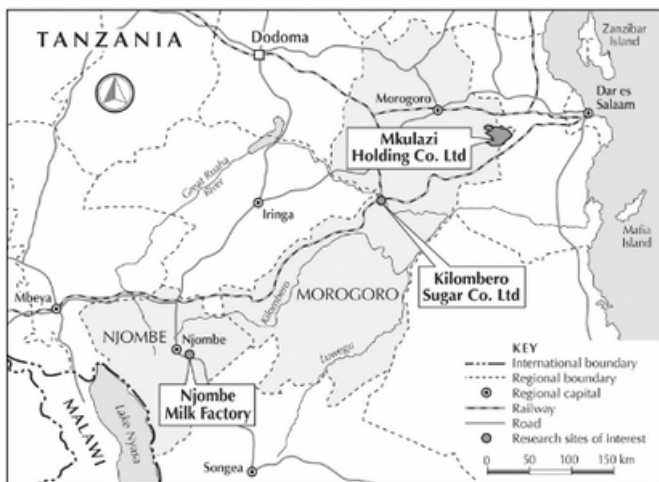 TANZANIA
Dodoma
Zanzibar
Island
Dar es
Salaam
Morogoro
Mkulazi
Holding Co. Ltd
Great Ruaha
River
Iringa
Mafia
Island
Kilombero
Sugar Co. Ltd
Mbeya
MOROGORO
Kilombero
NJOMBE
Njombe
Luwegu
Njombe
Milk Factory
MALAWI
Lake Nyasa
Songea
KEY
International boundary
Regional boundary
Regional capital
Railway
Road
Research sites of interest
0 50 100 150 km